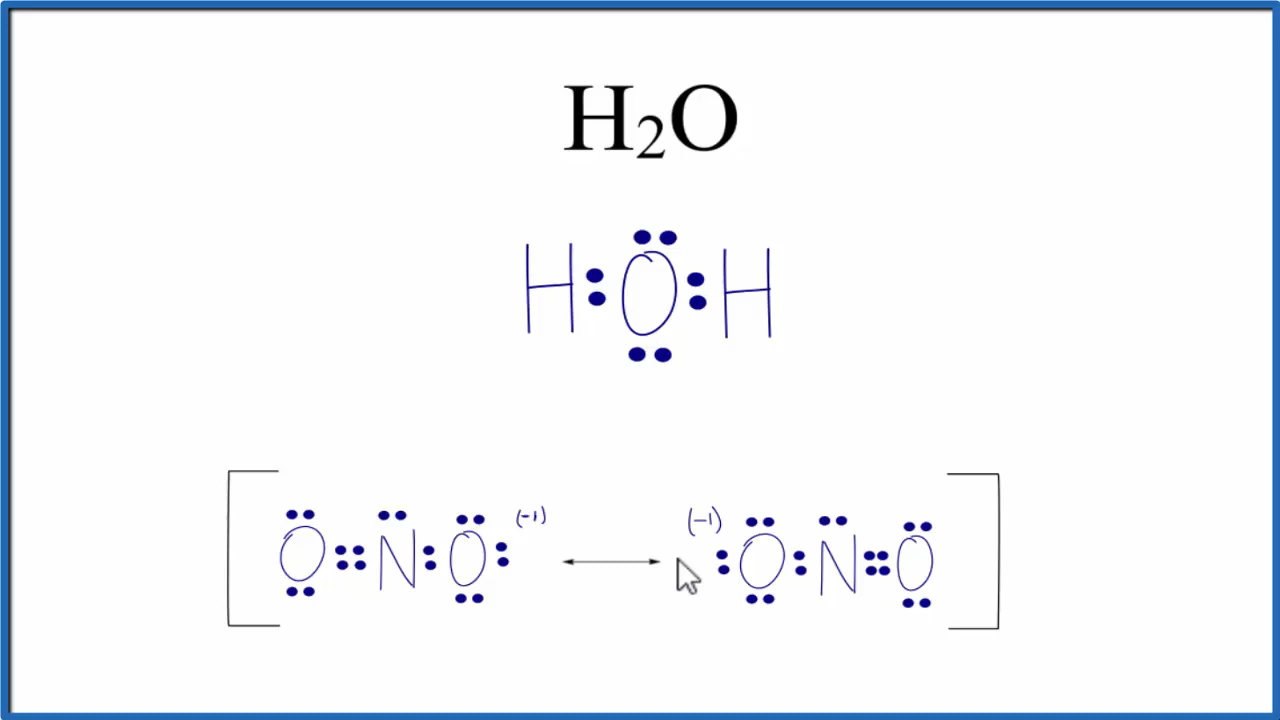 H₂O
H:O:H
[ O::N:O: (-1) ⟷ (-1) :O:N::O ]